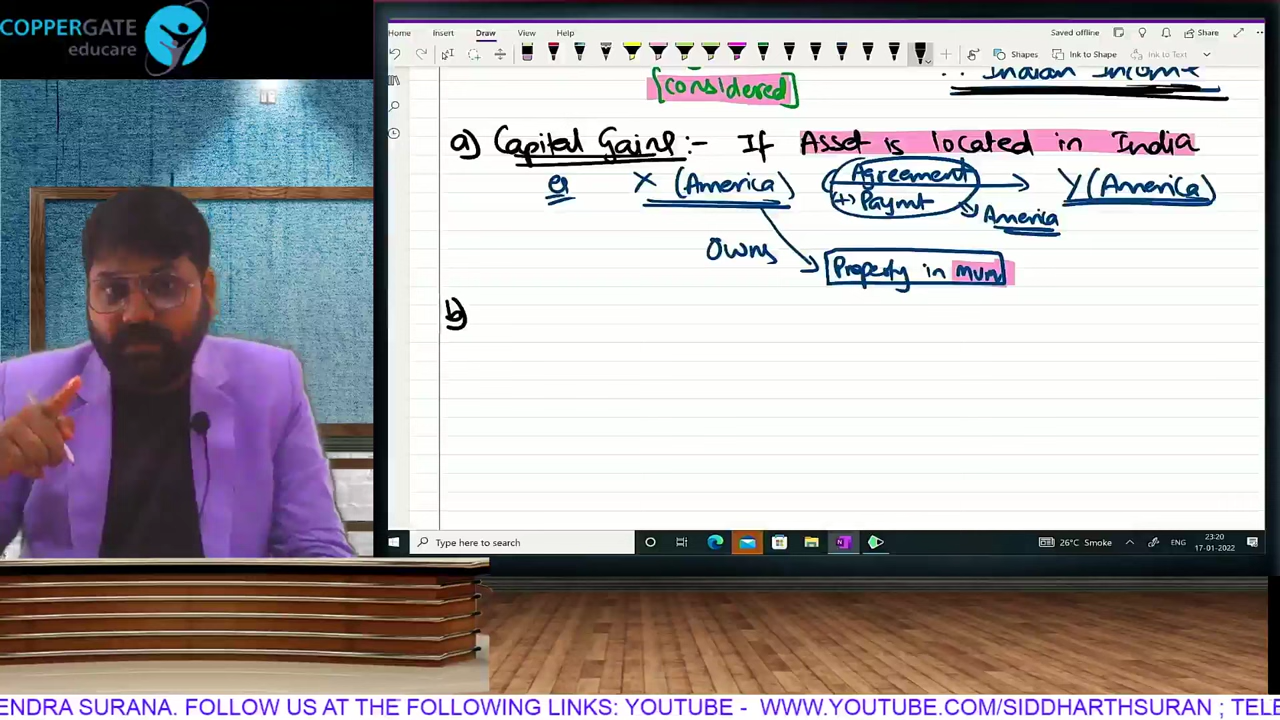 COPPERGATE
educare
Home Insert Draw View Help
Saved offline
Share
Shapes
Ink to Shape
Ink to Text
[considered]
∴ Indian Income
a) Capital Gains :- If Asset is located in India
eg X (America) Agreement Y (America)
(+) Paymt
America
Owns
Property in mum
b)
Type here to search
26°C Smoke
ENG
23:20
17-01-2022
ENDRA SURANA. FOLLOW US AT THE FOLLOWING LINKS: YOUTUBE - WWW.YOUTUBE.COM/SIDDHARTHSURAN ; TELE